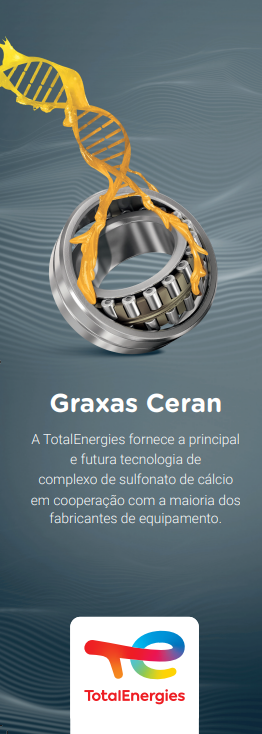 Graxas Ceran
A TotalEnergies fornece a principal
e futura tecnologia de
complexo de sulfonato de cálcio
em cooperação com a maioria dos
fabricantes de equipamento.
TotalEnergies